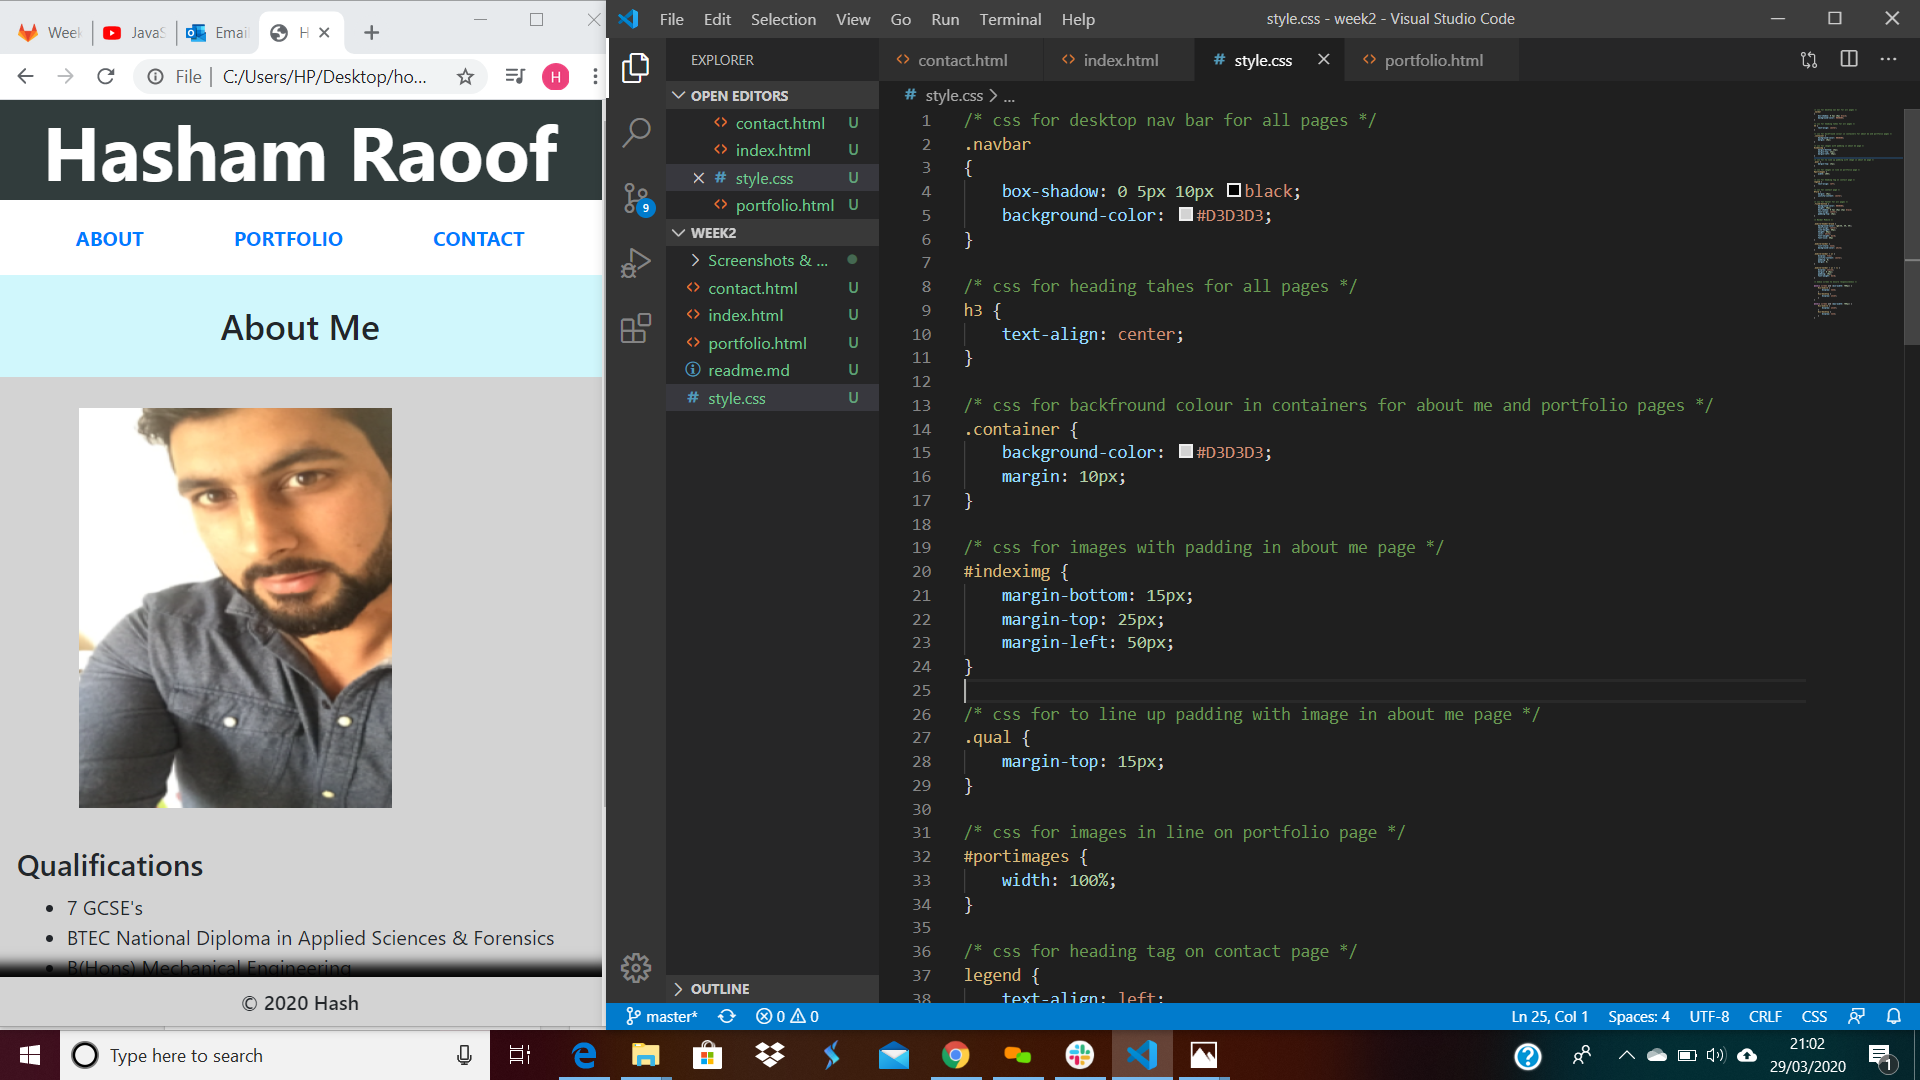 Week
JavaS
Emai
H
File
C:/Users/HP/Desktop/ho...
H
Hasham Raoof
ABOUT PORTFOLIO CONTACT
About Me
Qualifications
7 GCSE's
BTEC National Diploma in Applied Sciences & Forensics
B(Hons) Mechanical Engineering
© 2020 Hash
File Edit Selection View Go Run Terminal Help
style.css - week2 - Visual Studio Code
EXPLORER
OPEN EDITORS
contact.html U
index.html U
style.css U
portfolio.html U
WEEK2
Screenshots & ...
contact.html U
index.html U
portfolio.html U
readme.md U
style.css U
OUTLINE
9
contact.html index.html style.css portfolio.html
style.css > ...
1 /* css for desktop nav bar for all pages */
2 .navbar
3 {
4 box-shadow: 0 5px 10px black;
5 background-color: #D3D3D3;
6 }
7
8 /* css for heading tahes for all pages */
9 h3 {
10 text-align: center;
11 }
12
13 /* css for backfround colour in containers for about me and portfolio pages */
14 .container {
15 background-color: #D3D3D3;
16 margin: 10px;
17 }
18
19 /* css for images with padding in about me page */
20 #indeximg {
21 margin-bottom: 15px;
22 margin-top: 25px;
23 margin-left: 50px;
24 }
25
26 /* css for to line up padding with image in about me page */
27 .qual {
28 margin-top: 15px;
29 }
30
31 /* css for images in line on portfolio page */
32 #portimages {
33 width: 100%;
34 }
35
36 /* css for heading tag on contact page */
37 legend {
38 text-align: left;
master* 0 0
Ln 25, Col 1 Spaces: 4 UTF-8 CRLF CSS
Type here to search
21:02
29/03/2020
1